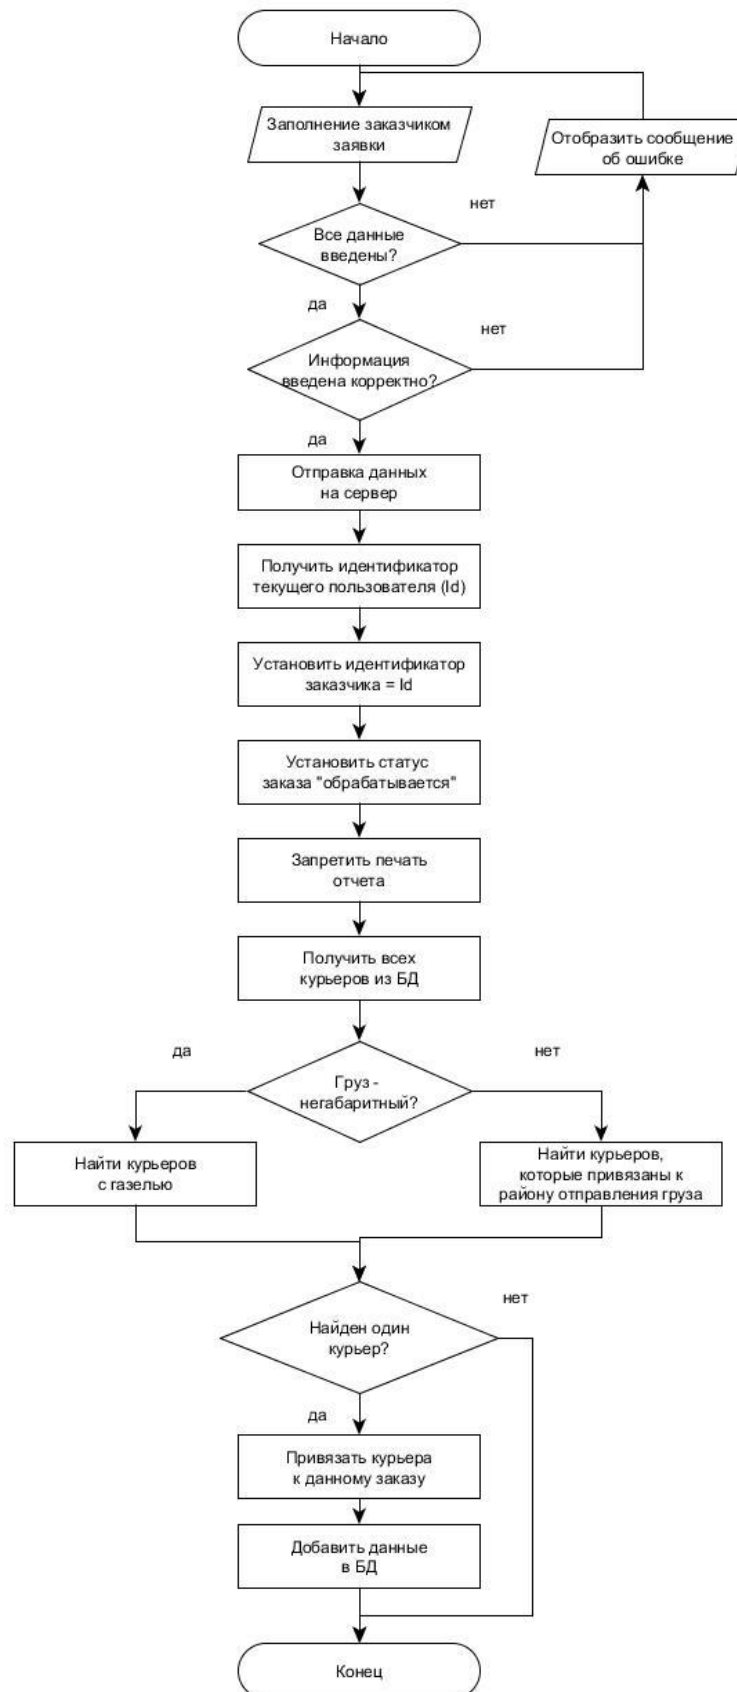 Начало
Заполнение заказчиком
заявки
Отобразить сообщение
об ошибке
нет
Все данные
введены?
да
нет
Информация
введена корректно?
да
Отправка данных
на сервер
Получить идентификатор
текущего пользователя (Id)
Установить идентификатор
заказчика = Id
Установить статус
заказа "обрабатывается"
Запретить печать
отчета
Получить всех
курьеров из БД
да
нет
Груз -
негабаритный?
Найти курьеров
с газелью
Найти курьеров,
которые привязаны к
району отправления груза
нет
Найден один
курьер?
да
Привязать курьера
к данному заказу
Добавить данные
в БД
Конец